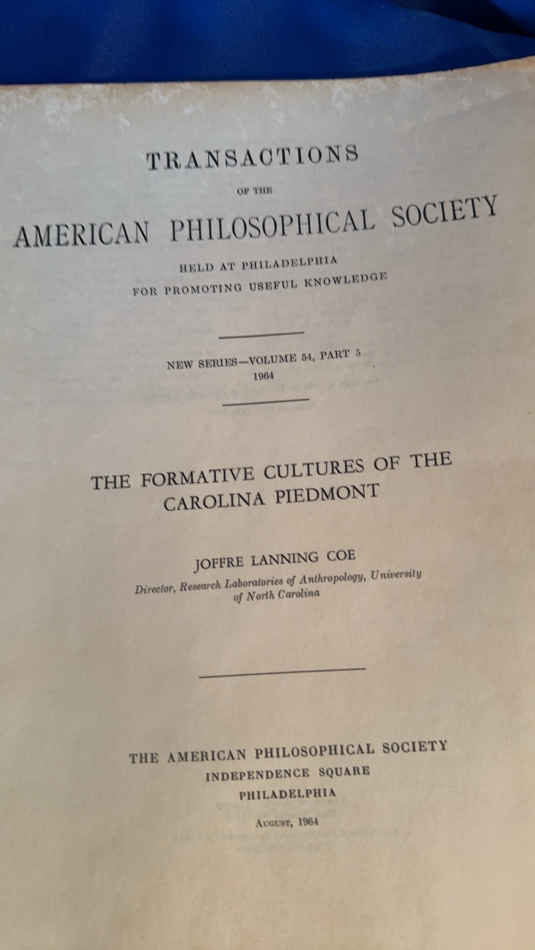 TRANSACTIONS
OF THE
AMERICAN PHILOSOPHICAL SOCIETY
HELD AT PHILADELPHIA
FOR PROMOTING USEFUL KNOWLEDGE
NEW SERIES—VOLUME 54, PART 5
1964
THE FORMATIVE CULTURES OF THE
CAROLINA PIEDMONT
JOFFRE LANNING COE
Director, Research Laboratories of Anthropology, University
of North Carolina
THE AMERICAN PHILOSOPHICAL SOCIETY
INDEPENDENCE SQUARE
PHILADELPHIA
AUGUST, 1964